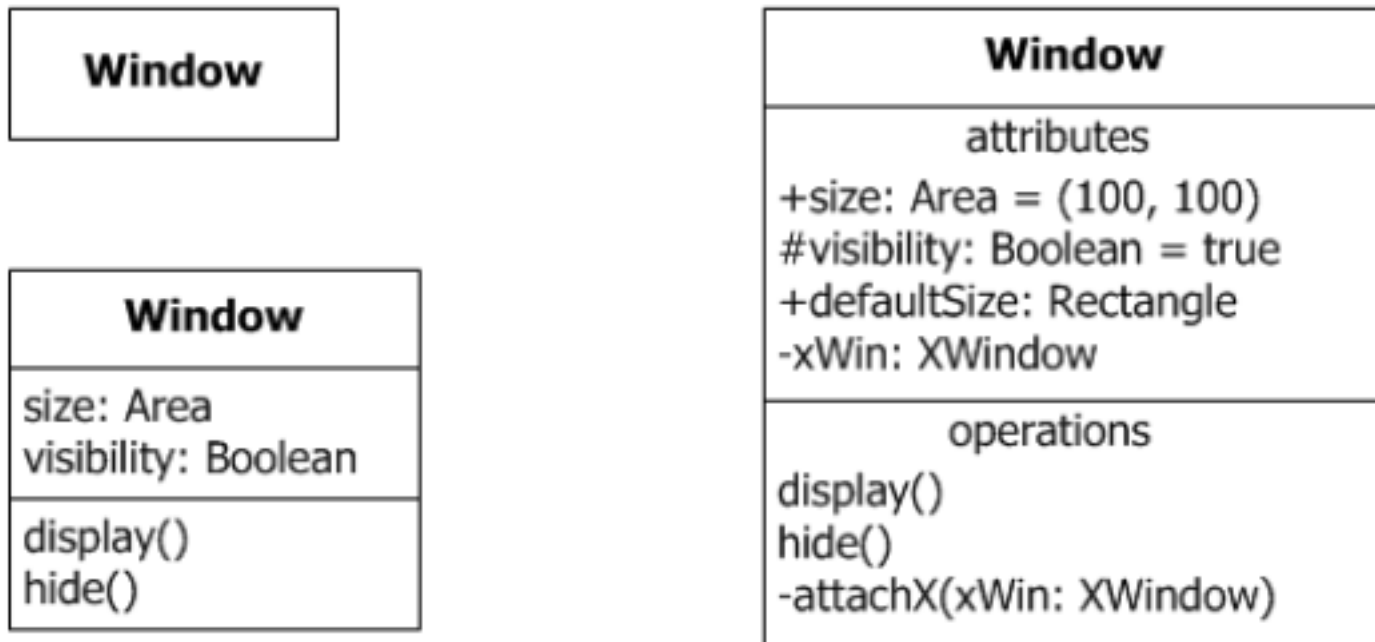 Window
Window
size: Area
visibility: Boolean
display()
hide()
Window
attributes
+size: Area = (100, 100)
#visibility: Boolean = true
+defaultSize: Rectangle
-xWin: XWindow
operations
display()
hide()
-attachX(xWin: XWindow)